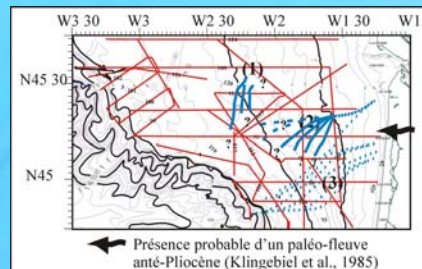 W3 30 W3 W2 30 W2 W1 30 W1
N45 30
(1)
? ?
(2)
? ?
? ?
N45
(3)
Présence probable d'un paléo-fleuve
anté-Pliocène (Klingebiel et al., 1985)